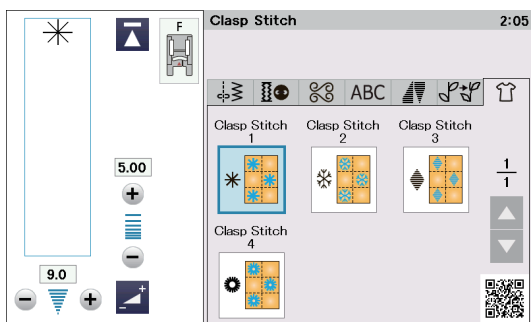 F
5.00
9.0
Clasp Stitch
2:05
ABC
Clasp Stitch
1
Clasp Stitch
2
Clasp Stitch
3
1
1
Clasp Stitch
4